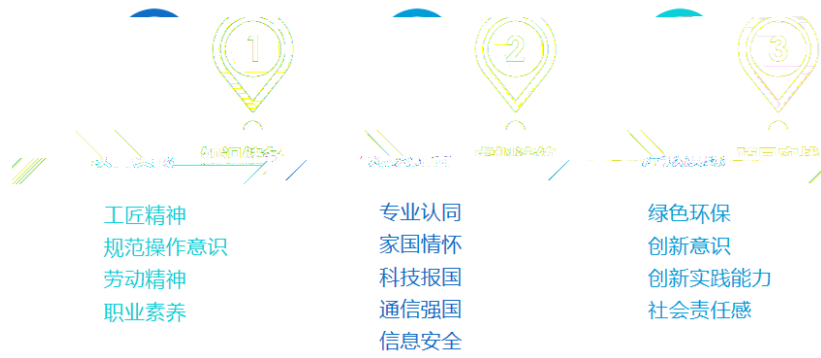 1
2
3
工匠精神
规范操作意识
劳动精神
职业素养
专业认同
家国情怀
科技报国
通信强国
信息安全
绿色环保
创新意识
创新实践能力
社会责任感